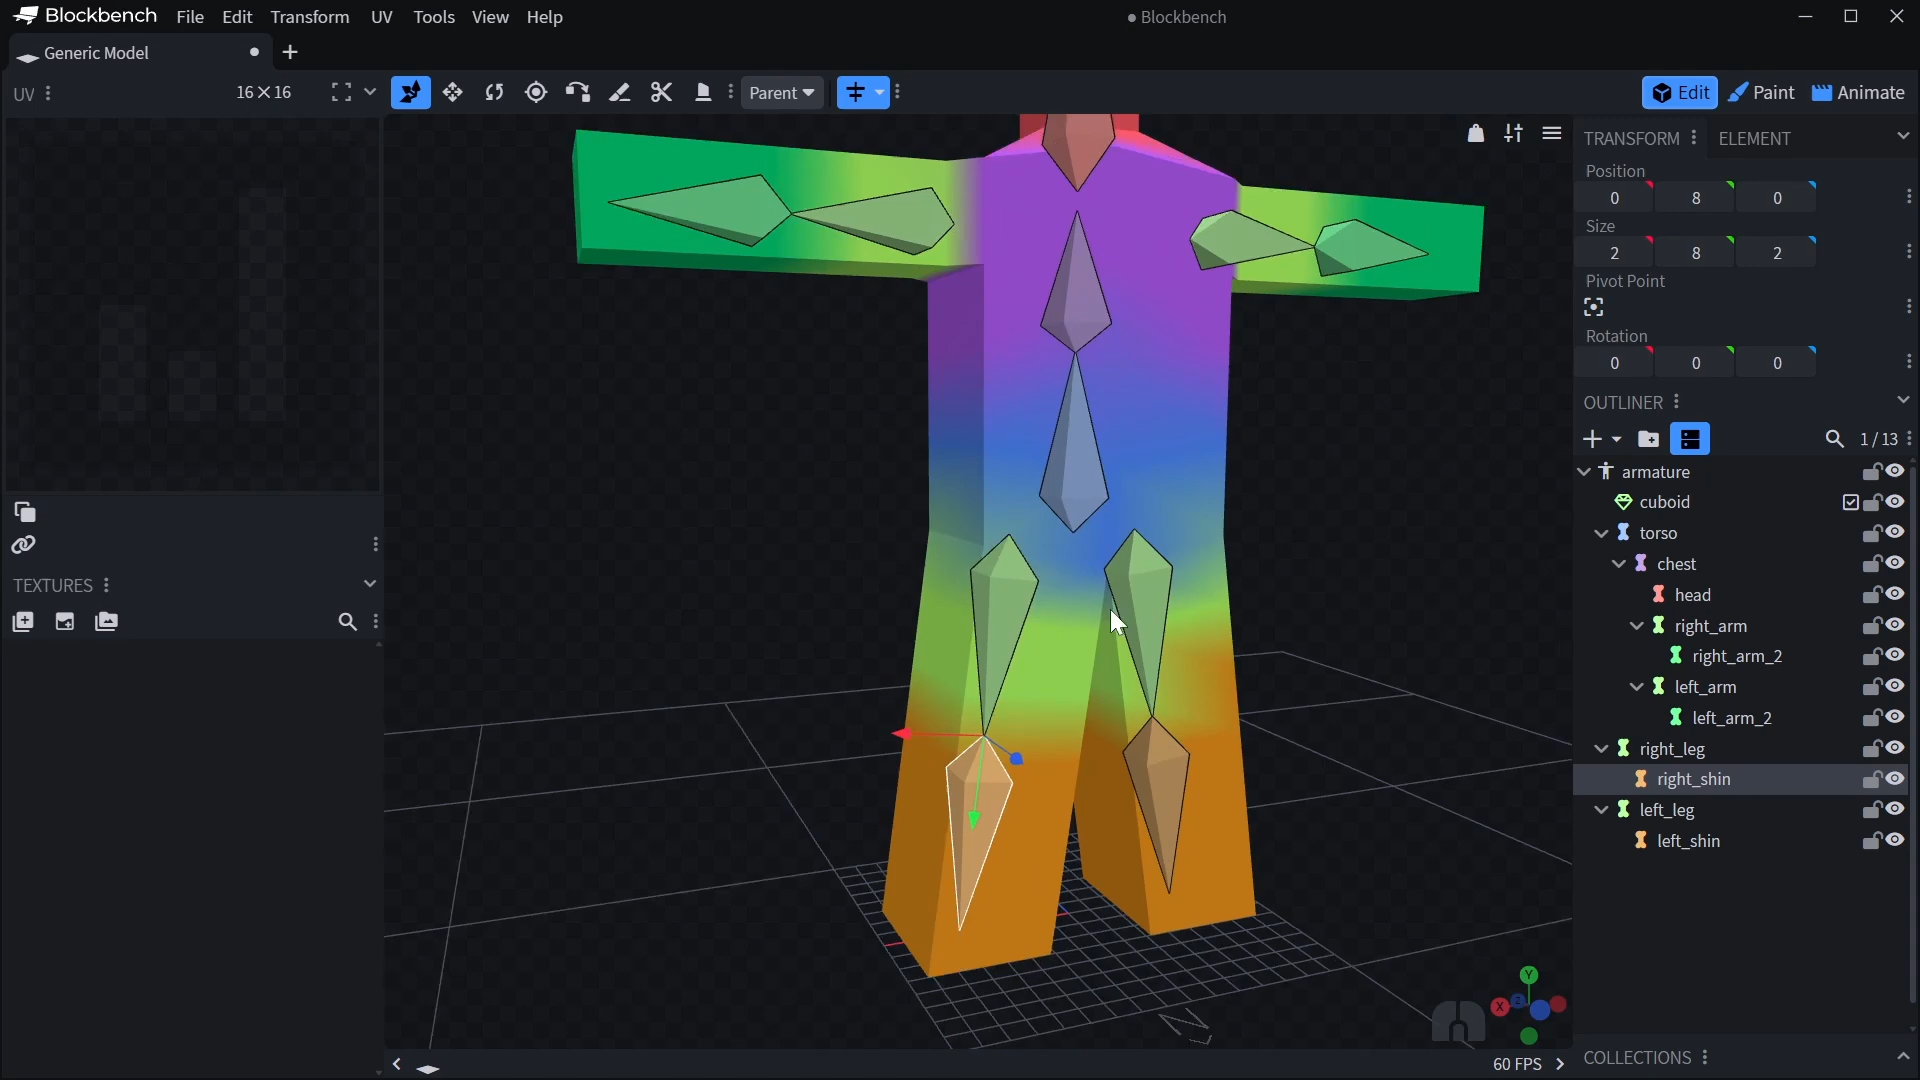 Blockbench File Edit Transform UV Tools View Help ● Blockbench
Generic Model
UV 16×16 Parent Edit Paint Animate
TRANSFORM ELEMENT
Position
0 8 0
Size
2 8 2
Pivot Point
Rotation
0 0 0
OUTLINER
1 / 13
armature
cuboid
torso
chest
head
right_arm
right_arm_2
left_arm
left_arm_2
right_leg
right_shin
left_leg
left_shin
TEXTURES
Y
X Z
N
60 FPS
COLLECTIONS